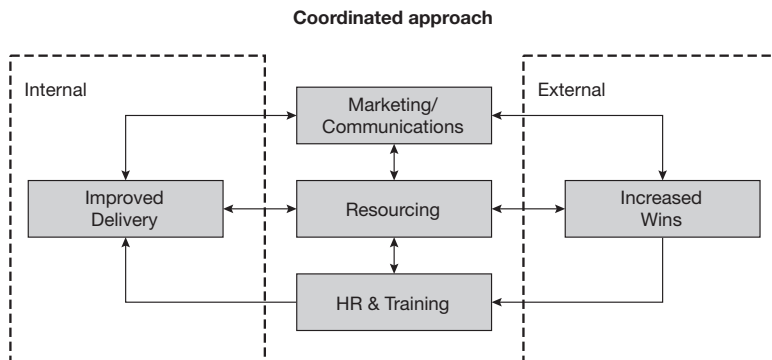 Coordinated approach
Internal
External
Marketing/
Communications
Improved
Delivery
Resourcing
Increased
Wins
HR & Training